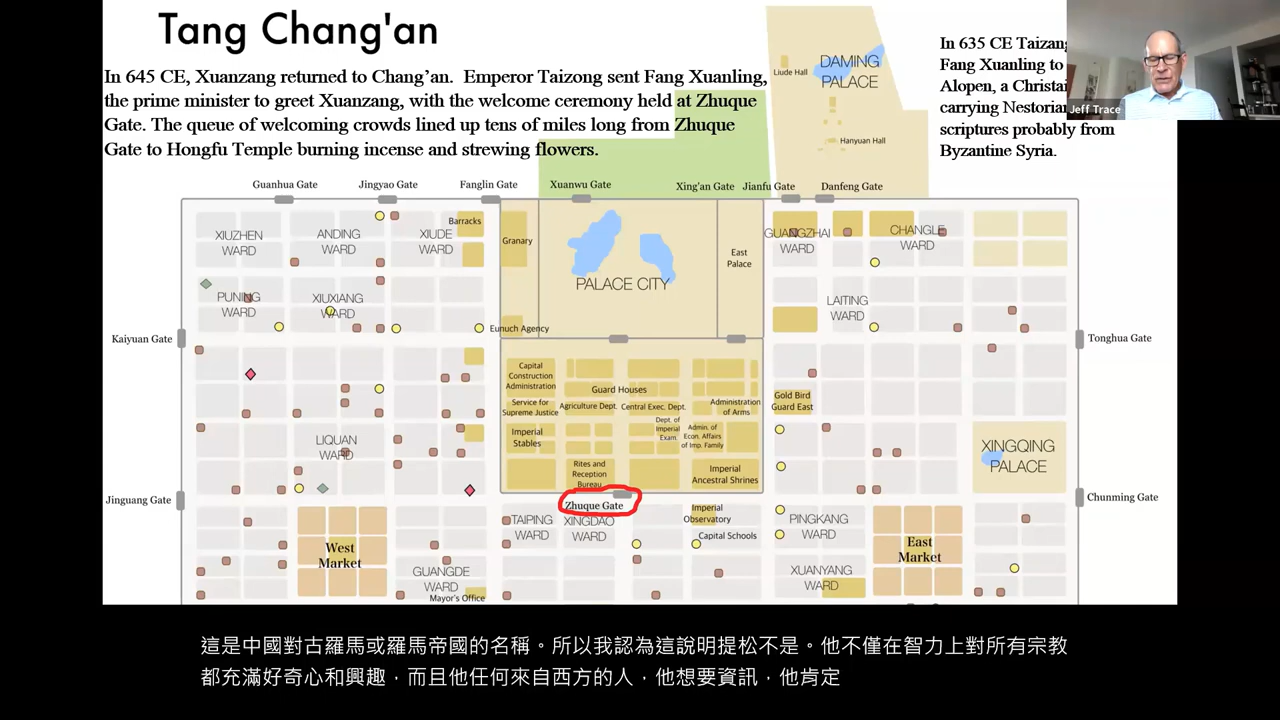 Tang Chang'an
In 645 CE, Xuanzang returned to Chang’an. Emperor Taizong sent Fang Xuanling,
the prime minister to greet Xuanzang, with the welcome ceremony held at Zhuque
Gate. The queue of welcoming crowds lined up tens of miles long from Zhuque
Gate to Hongfu Temple burning incense and strewing flowers.
In 635 CE
Fang Xuanling to
Alopen, a
carrying
scriptures probably from
Byzantine Syria.
Jeff Trace
DAMING
PALACE
Liude Hall
Hanyuan Hall
Guanhua Gate
Jingyao Gate
Fanglin Gate
Xuanwu Gate
Xing'an Gate
Jianfu Gate
Danfeng Gate
XIUZHEN
WARD
ANDING
WARD
XIUDE
WARD
Barracks
Granary
East
Palace
PALACE CITY
GUANGZHAI
WARD
CHANGLE
WARD
PUNING
WARD
XIUXIANG
WARD
LAITING
WARD
Eunuch Agency
Kaiyuan Gate
Tonghua Gate
Capital
Construction
Administration
Guard Houses
Service for
Supreme Justice
Agriculture Dept.
Central Exec. Dept.
Administration
of Arms
Gold Bird
Guard East
Dept. of
Imperial
Exam
Admin. of
Econ. Affairs
of Imp. Family
Imperial
Stables
LIQUAN
WARD
XINGQING
PALACE
Rites and
Reception
Bureau
Imperial
Ancestral Shrines
Jinguang Gate
Chunming Gate
Zhuque Gate
TAIPING
WARD
XINGDAO
WARD
Imperial
Observatory
Capital Schools
PINGKANG
WARD
West
Market
East
Market
GUANGDE
WARD
Mayor's Office
XUANYANG
WARD
這是中國對古羅馬或羅馬帝國的名稱。所以我認為這說明提松不是。他不僅在智力上對所有宗教
都充滿好奇心和興趣，而且他任何來自西方的人，他想要資訊，他肯定